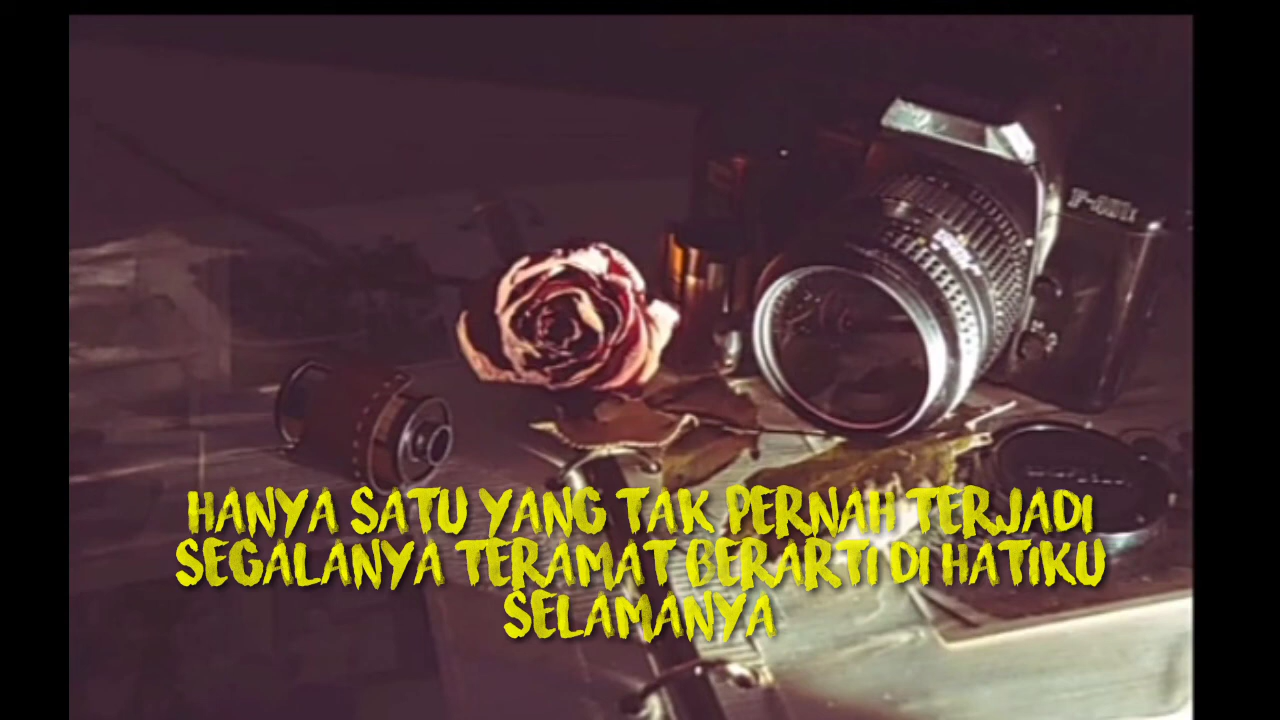 HANYA SATU YANG TAK PERNAH TERJADI
SEGALANYA TERAMAT BERARTI DI HATIKU
SELAMANYA